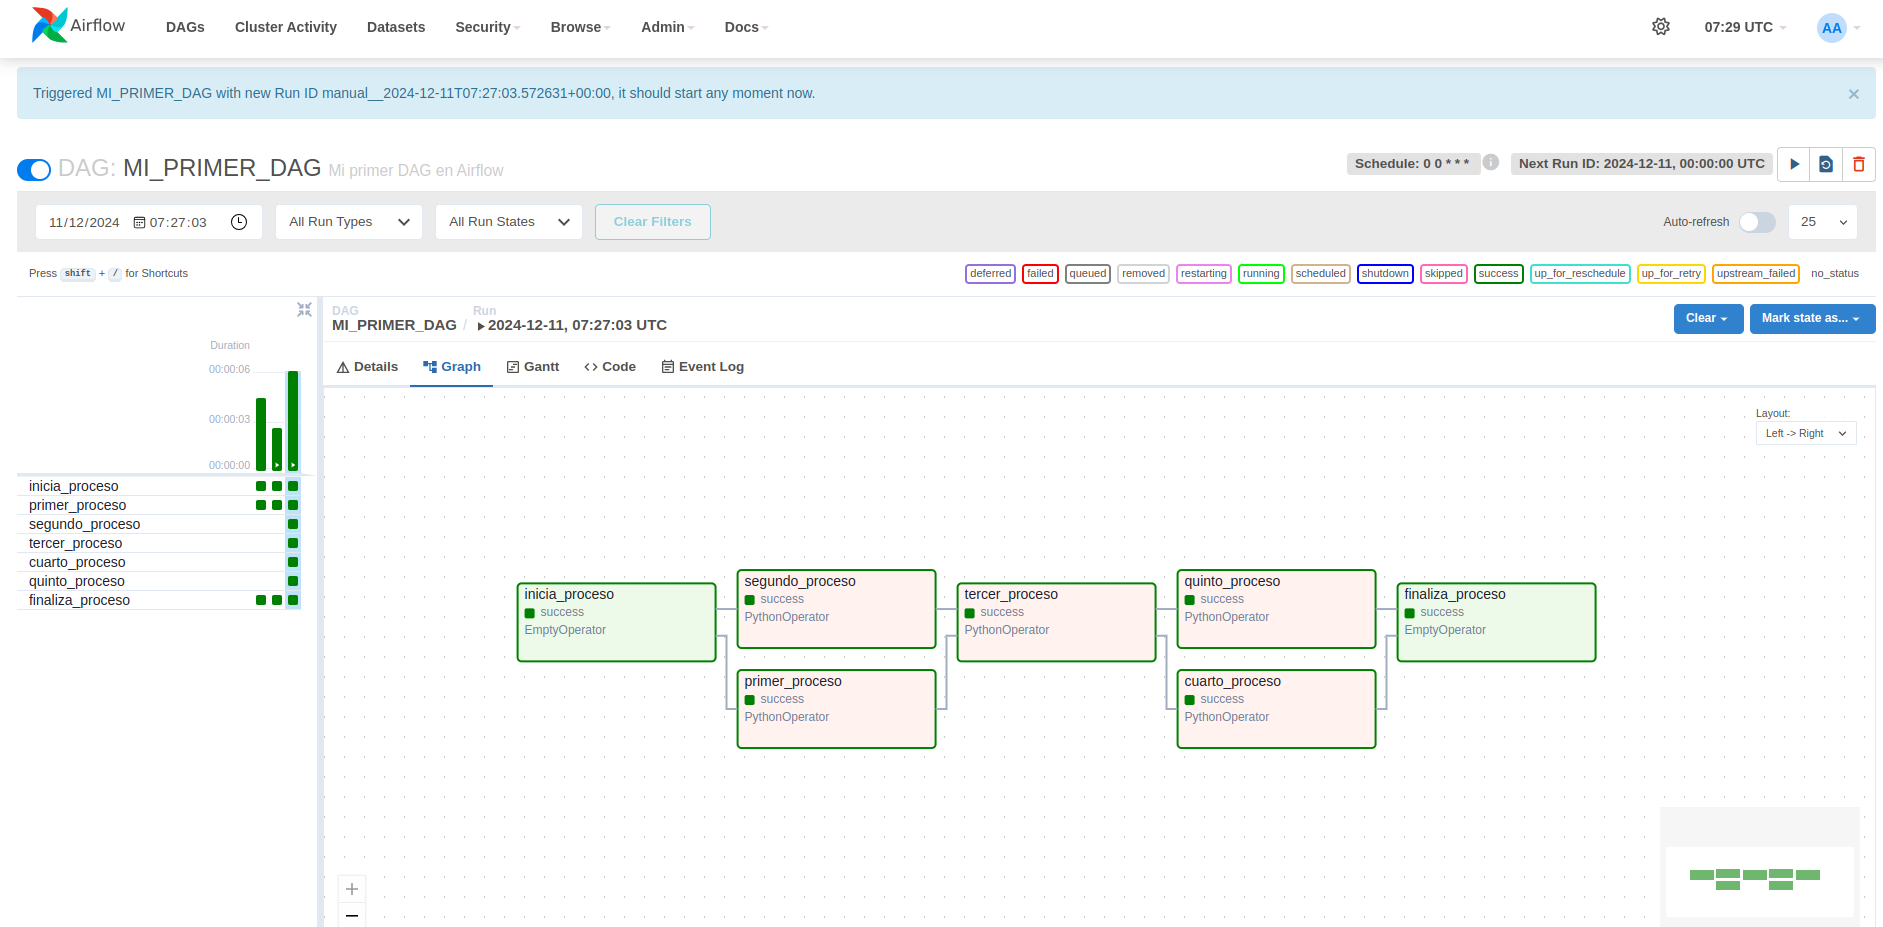 Airflow DAGs Cluster Activity Datasets Security Browse Admin Docs 07:29 UTC AA
Triggered MI_PRIMER_DAG with new Run ID manual__2024-12-11T07:27:03.572631+00:00, it should start any moment now. ×
DAG: MI_PRIMER_DAG Mi primer DAG en Airflow Schedule: 0 0 * * * i Next Run ID: 2024-12-11, 00:00:00 UTC
11/12/2024 07:27:03 All Run Types All Run States Clear Filters Auto-refresh 25
Press shift + / for Shortcuts deferred failed queued removed restarting running scheduled shutdown skipped success up_for_reschedule up_for_retry upstream_failed no_status
DAG Run
MI_PRIMER_DAG / 2024-12-11, 07:27:03 UTC Clear Mark state as...
Details Graph Gantt Code Event Log
Duration
00:00:06
00:00:03
00:00:00
inicia_proceso
primer_proceso
segundo_proceso
tercer_proceso
cuarto_proceso
quinto_proceso
finaliza_proceso
Layout:
Left -> Right
inicia_proceso
success
EmptyOperator
segundo_proceso
success
PythonOperator
primer_proceso
success
PythonOperator
tercer_proceso
success
PythonOperator
quinto_proceso
success
PythonOperator
cuarto_proceso
success
PythonOperator
finaliza_proceso
success
EmptyOperator